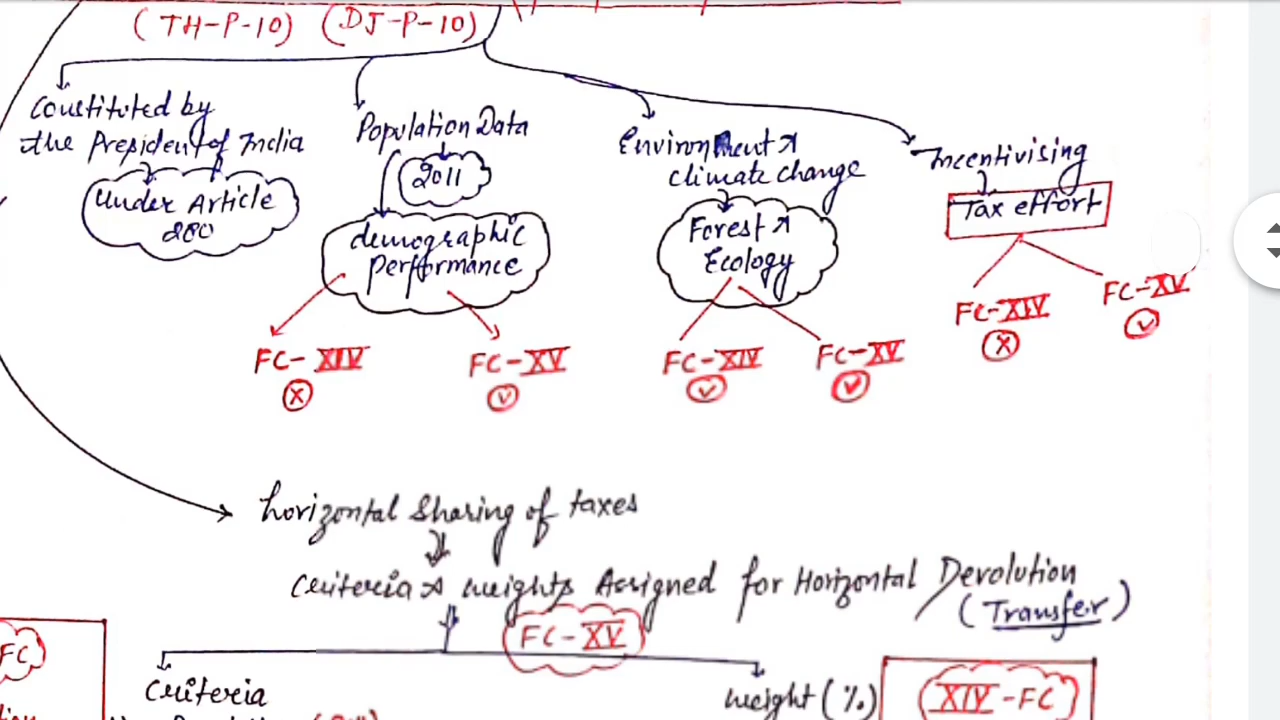 (TH-P-10) (DJ-P-10)
Constituted by
the President of India
Under Article
280
Population Data
2011
demographic
Performance
FC-XIV
FC-XV
Environment &
climate change
Forest &
Ecology
FC-XIV
FC-XV
Incentivising
Tax effort
FC-XIV
FC-XV
horizontal Sharing of taxes
Criteria & weights Assigned for Horizontal Devolution
(Transfer)
FC-XV
Criteria
weight (%)
XIV-FC
FC